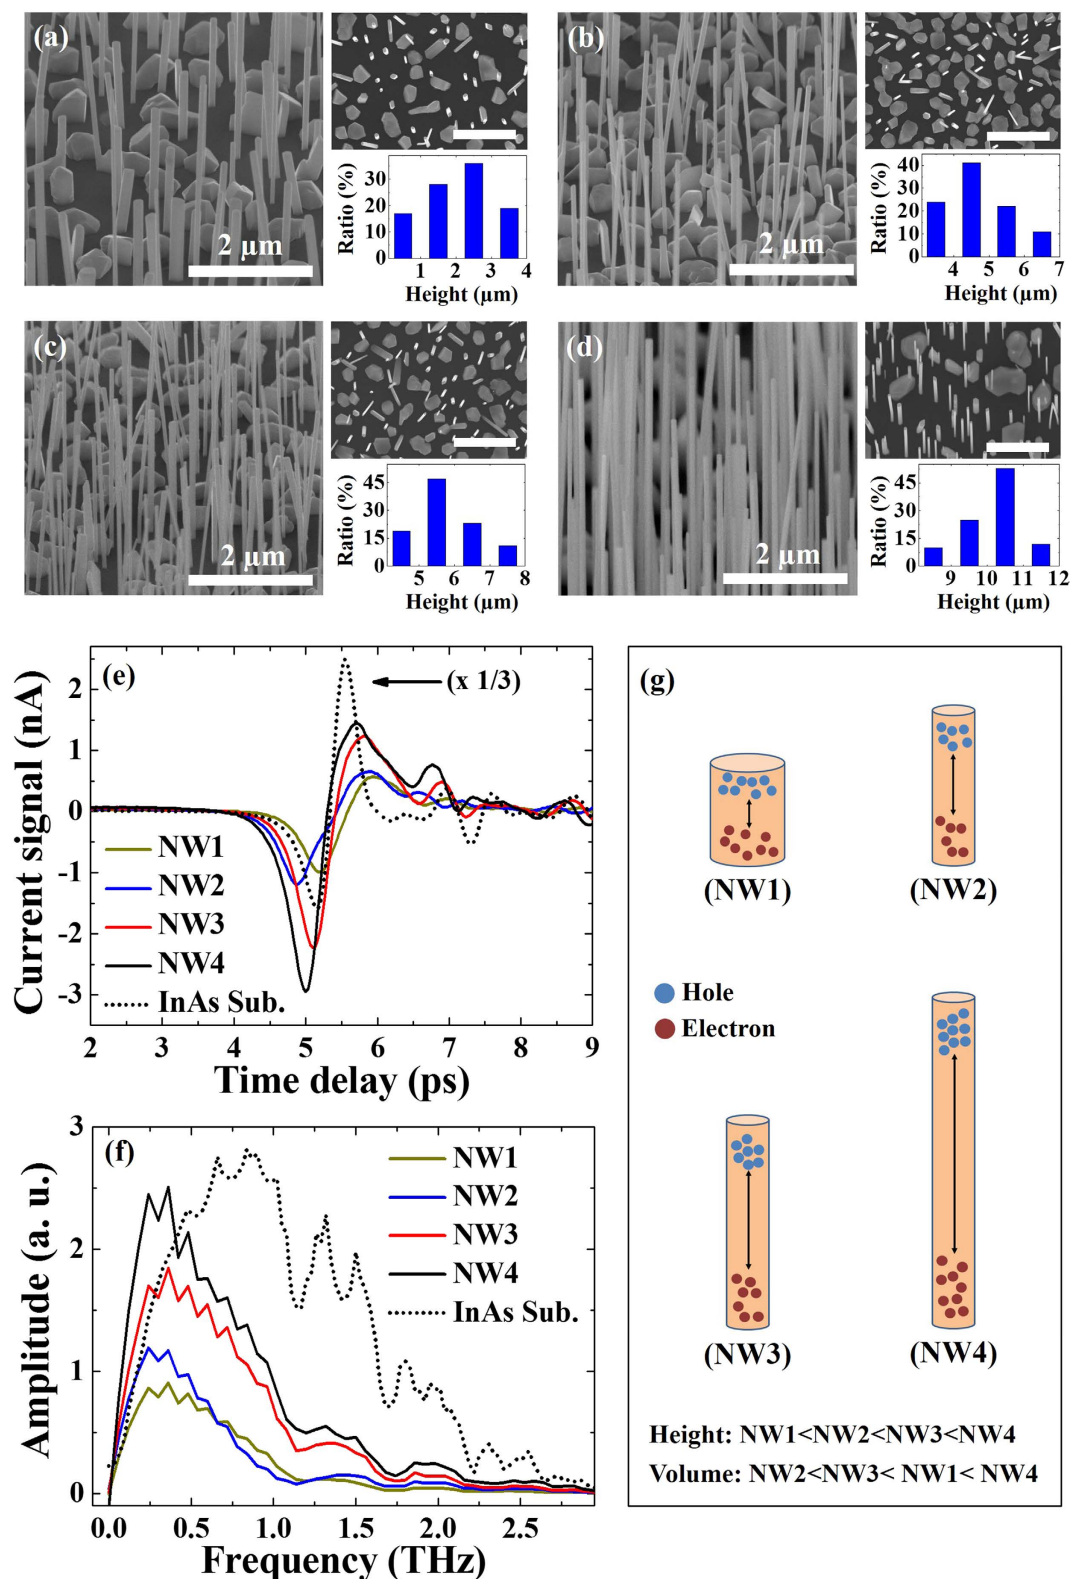 (a)
2 µm
Ratio (%)
30
20
10
0
1 2 3 4
Height (µm)
(b)
2 µm
Ratio (%)
40
30
20
10
0
4 5 6 7
Height (µm)
(c)
2 µm
Ratio (%)
45
30
15
0
5 6 7 8
Height (µm)
(d)
2 µm
Ratio (%)
45
30
15
0
9 10 11 12
Height (µm)
(e)
(x 1/3)
Current signal (nA)
2
1
0
-1
-2
-3
NW1
NW2
NW3
NW4
InAs Sub.
2 3 4 5 6 7 8 9
Time delay (ps)
(f)
Amplitude (a. u.)
3
2
1
0
NW1
NW2
NW3
NW4
InAs Sub.
0.0 0.5 1.0 1.5 2.0 2.5
Frequency (THz)
(g)
(NW1)
(NW2)
Hole
Electron
(NW3)
(NW4)
Height: NW1<NW2<NW3<NW4
Volume: NW2<NW3< NW1< NW4